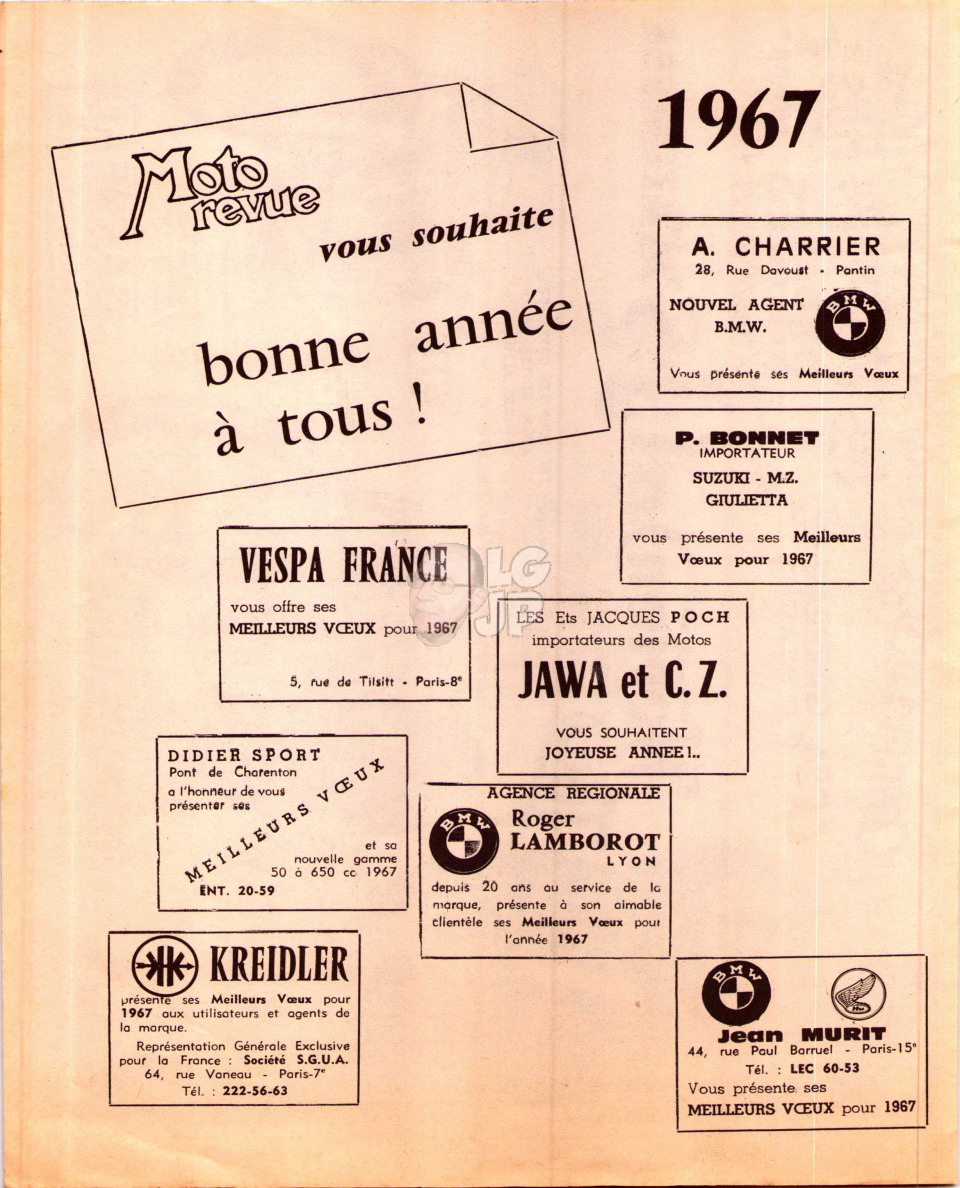 Moto
revue
vous souhaite
bonne année
à tous !
1967
A. CHARRIER
28, Rue Davoust - Pantin
NOUVEL AGENT
B.M.W.
BMW
Vous présente ses Meilleurs Vœux
P. BONNET
IMPORTATEUR
SUZUKI - M.Z.
GIULIETTA
vous présente ses Meilleurs
Vœux pour 1967
VESPA FRANCE
vous offre ses
MEILLEURS VŒUX pour 1967
5, rue de Tilsitt - Paris-8e
LG
&
JP
LES Ets JACQUES POCH
importateurs des Motos
JAWA et C.Z.
VOUS SOUHAITENT
JOYEUSE ANNEE !..
DIDIER SPORT
Pont de Charenton
a l'honneur de vous
présenter ses
MEILLEURS VŒUX
et sa
nouvelle gamme
50 à 650 cc 1967
ENT. 20-59
AGENCE REGIONALE
BMW
Roger
LAMBOROT
LYON
depuis 20 ans au service de la
marque, présente à son aimable
clientèle ses Meilleurs Vœux pour
l'année 1967
KREIDLER
présente ses Meilleurs Vœux pour
1967 aux utilisateurs et agents de
la marque.
Représentation Générale Exclusive
pour la France : Société S.G.U.A.
64, rue Vaneau - Paris-7e
Tél. : 222-56-63
BMW
Jean MURIT
44, rue Paul Barruel - Paris-15e
Tél. : LEC 60-53
Vous présente ses
MEILLEURS VŒUX pour 1967